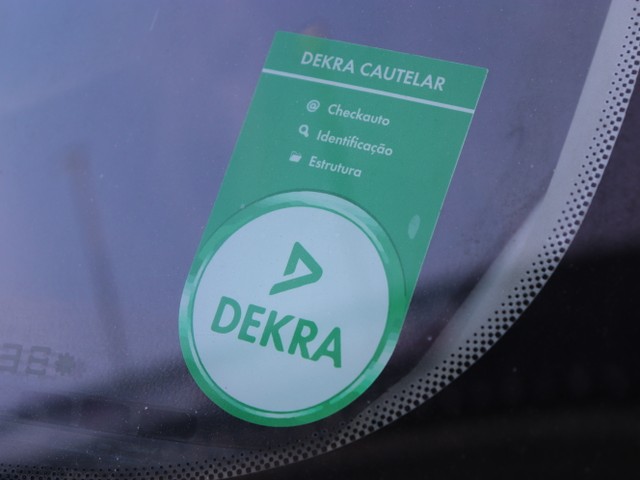 DEKRA CAUTELAR
@ Checkauto
Identificação
Estrutura
DEKRA